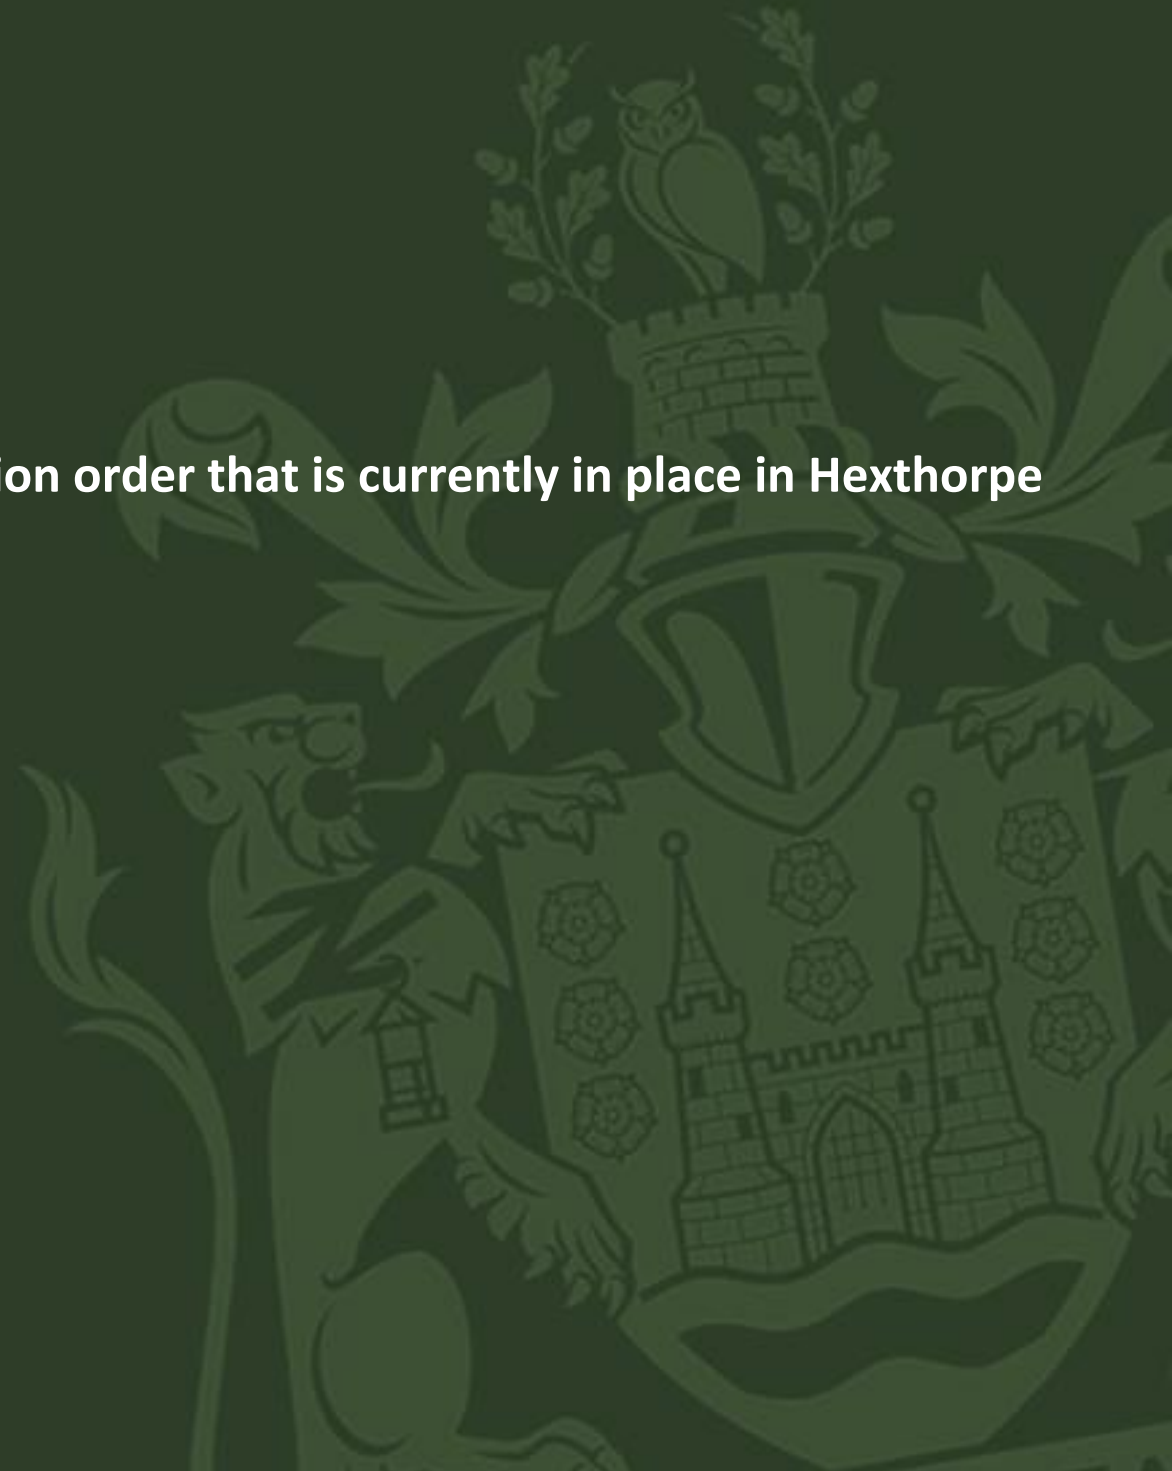 ion order that is currently in place in Hexthorpe